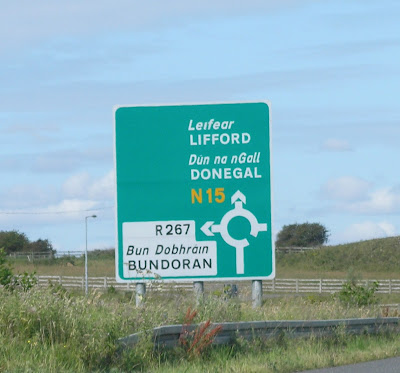 Leifear
LIFFORD
Dún na nGall
DONEGAL
N15
R267
Bun Dobhráin
BUNDORAN